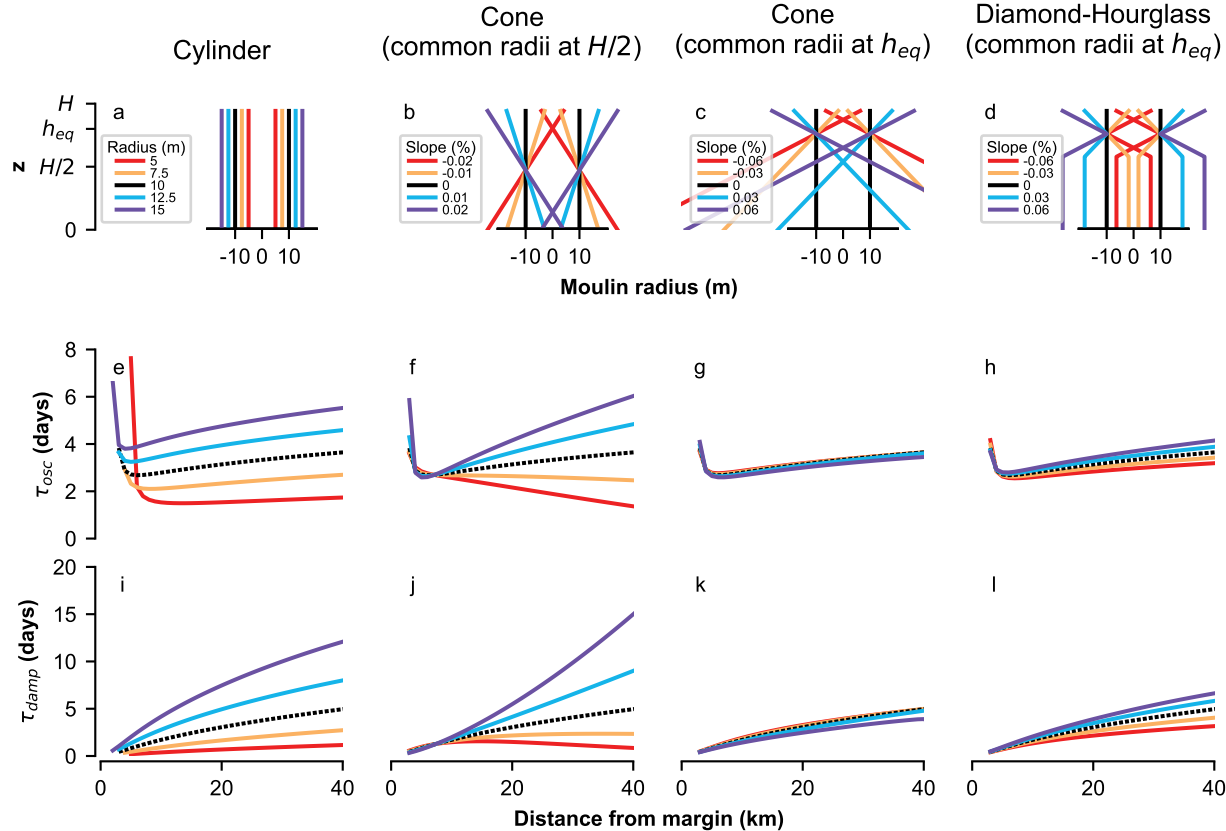 Cylinder
Cone
(common radii at H/2)
Cone
(common radii at h_eq)
Diamond-Hourglass
(common radii at h_eq)
z
H
h_eq
H/2
0
a
Radius (m)
5
7.5
10
12.5
15
-10 0 10
b
Slope (%)
-0.02
-0.01
0
0.01
0.02
-10 0 10
c
Slope (%)
-0.06
-0.03
0
0.03
0.06
-10 0 10
d
Slope (%)
-0.06
-0.03
0
0.03
0.06
-10 0 10
Moulin radius (m)
τ_osc (days)
8
6
4
2
0
e
f
g
h
τ_damp (days)
20
15
10
5
0
i
j
k
l
0 20 40
0 20 40
0 20 40
0 20 40
Distance from margin (km)